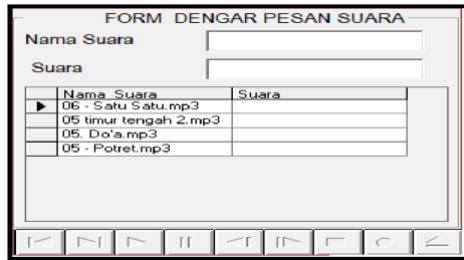 FORM DENGAR PESAN SUARA
Nama Suara
Suara
Nama Suara Suara
06 - Satu Satu.mp3
05 timur tengah 2.mp3
05. Do'a.mp3
05 - Potret.mp3